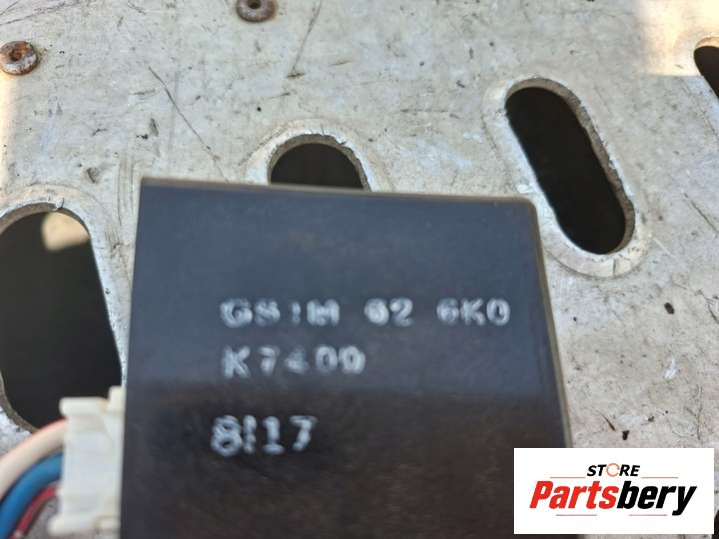 GS1M 62 6K0
K7400
8!17
STORE
Partsbery